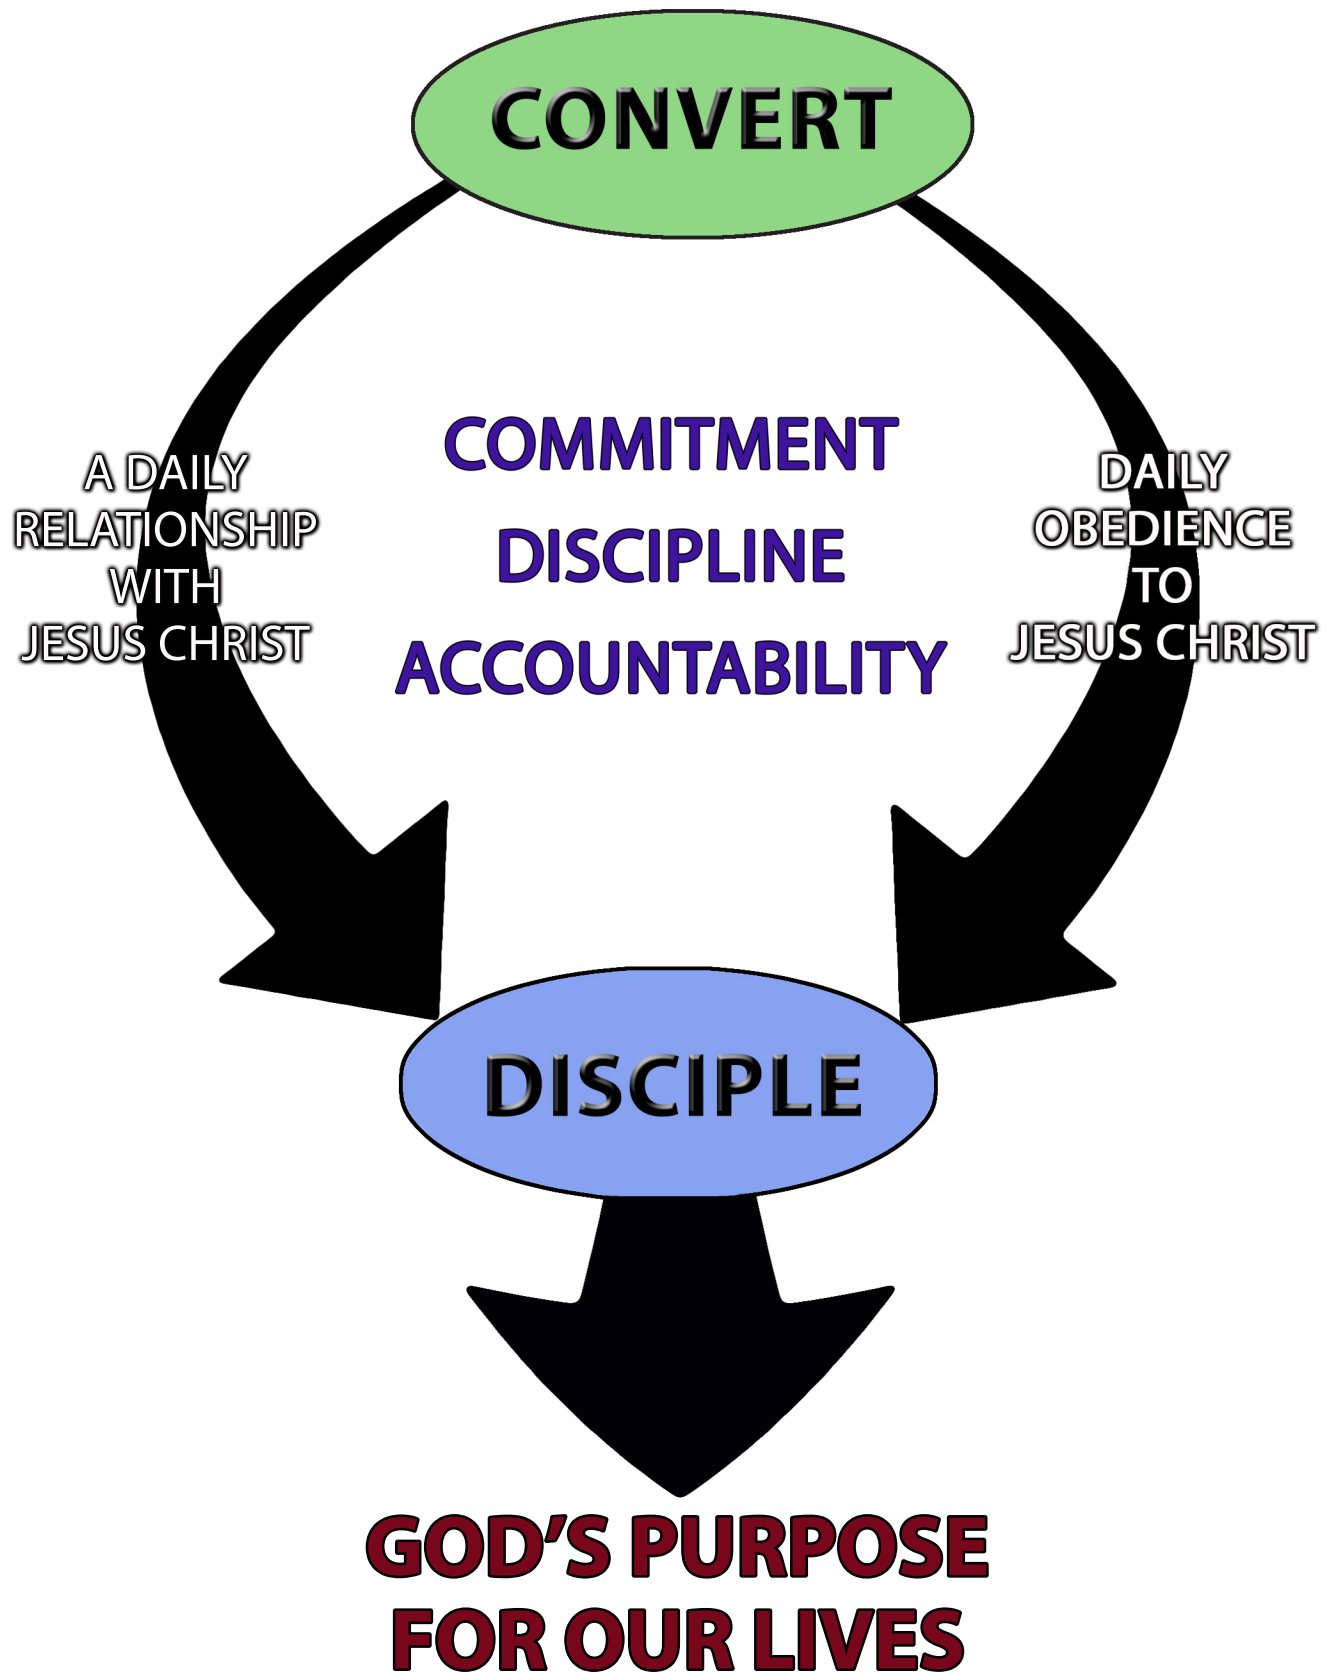 CONVERT
A DAILY
RELATIONSHIP
WITH
JESUS CHRIST
COMMITMENT
DISCIPLINE
ACCOUNTABILITY
DAILY
OBEDIENCE
TO
JESUS CHRIST
DISCIPLE
GOD’S PURPOSE
FOR OUR LIVES